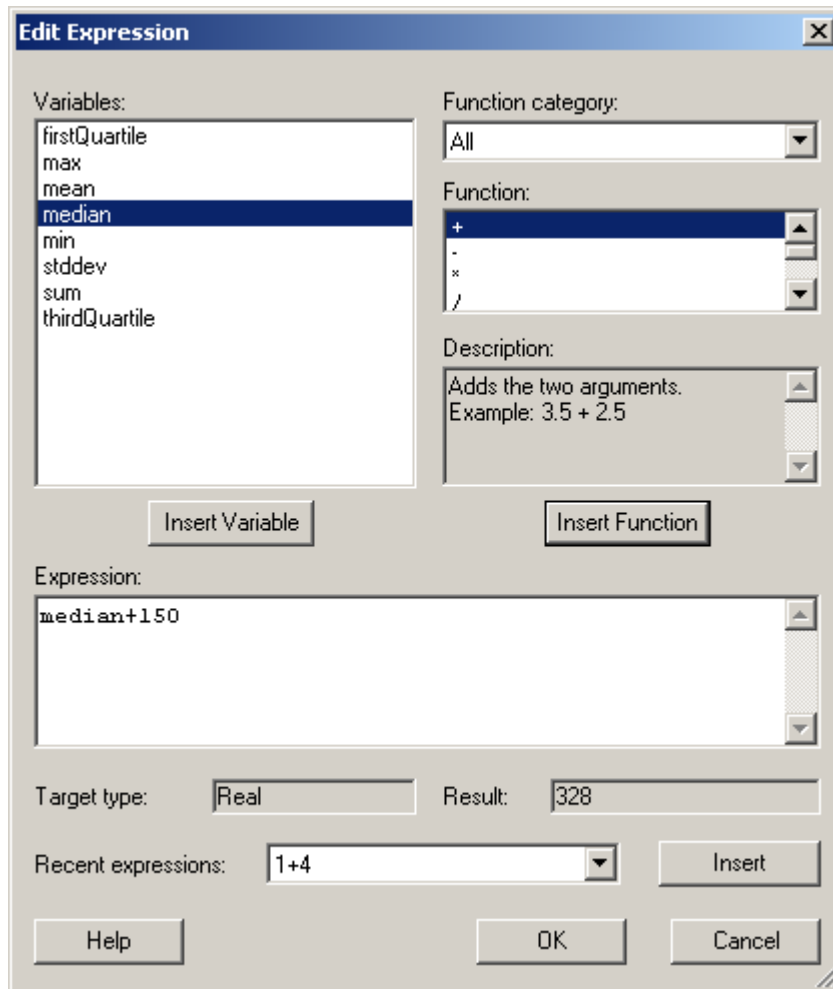 Edit Expression
Variables:
firstQuartile
max
mean
median
min
stddev
sum
thirdQuartile
Insert Variable
Function category:
All
Function:
+
-
*
/
Description:
Adds the two arguments.
Example: 3.5 + 2.5
Insert Function
Expression:
median+150
Target type: Real Result: 328
Recent expressions: 1+4 Insert
Help OK Cancel